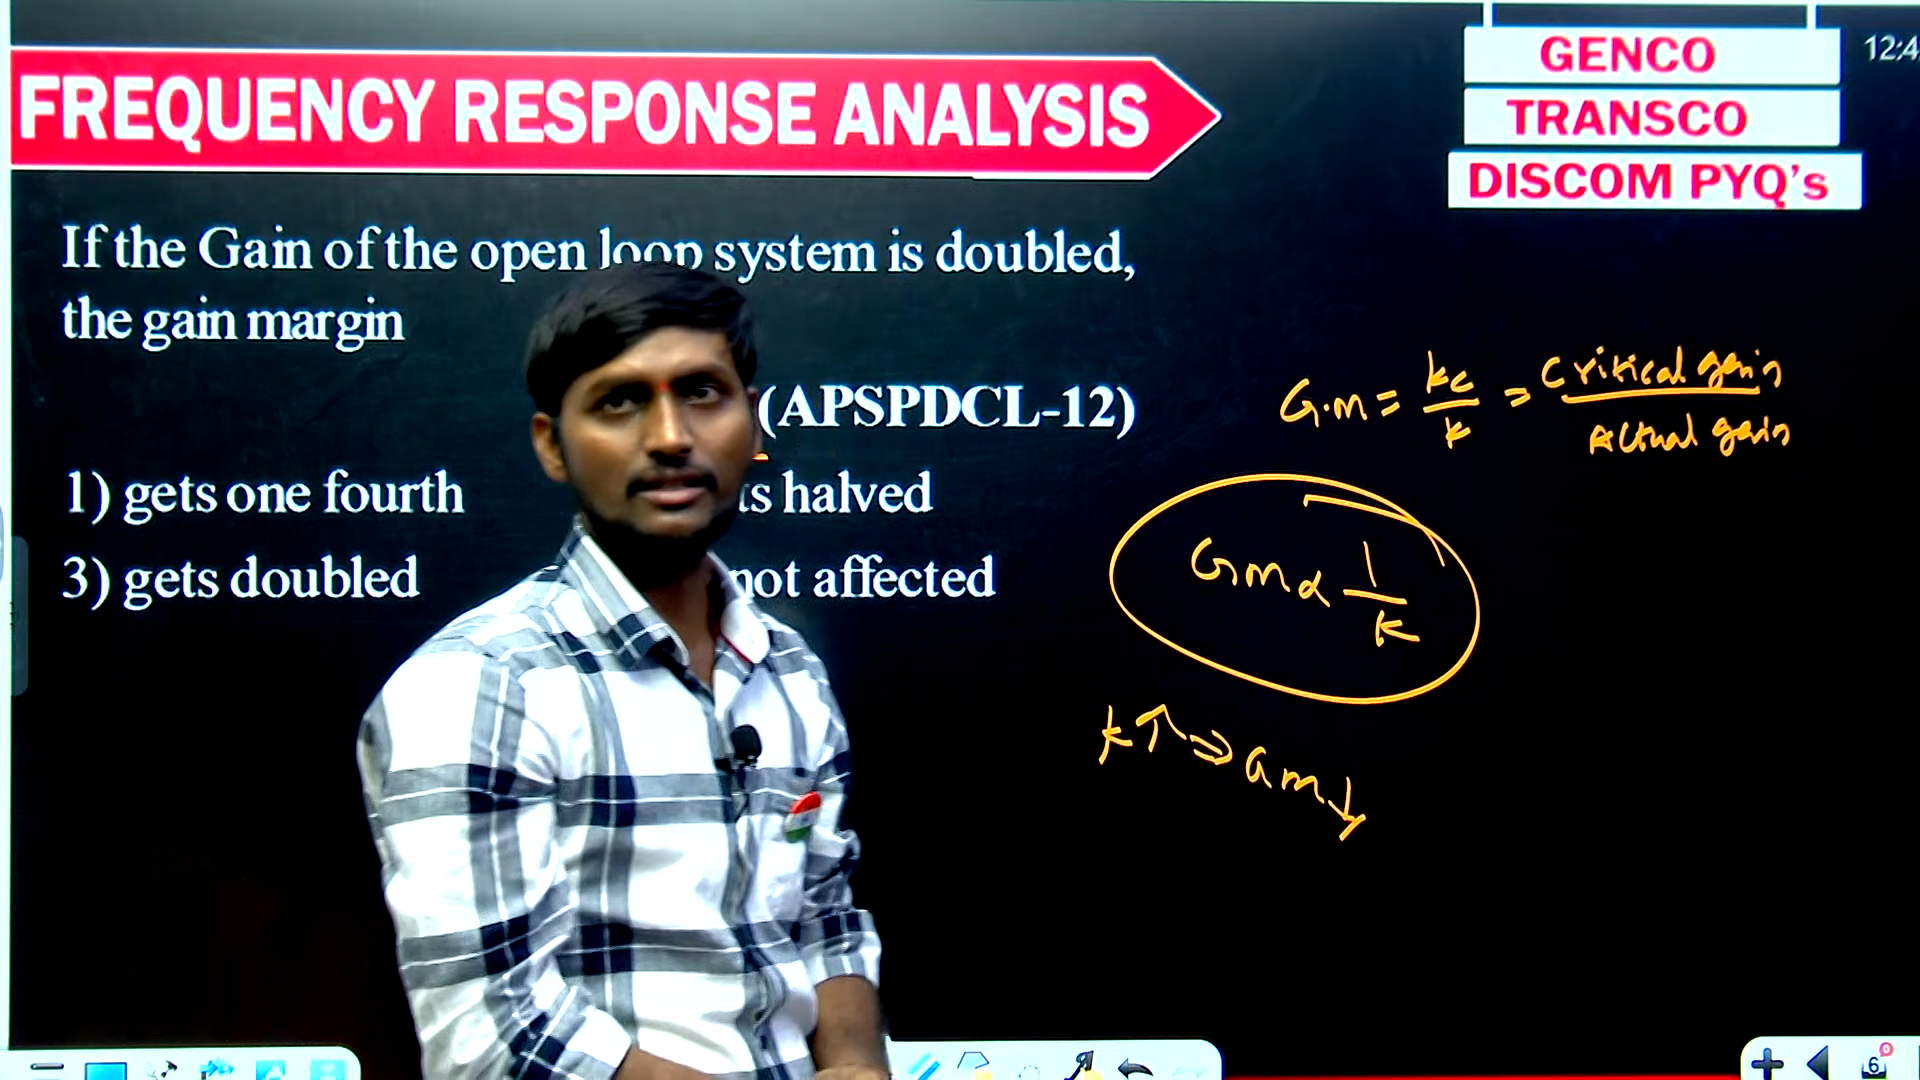 FREQUENCY RESPONSE ANALYSIS
GENCO
TRANSCO
DISCOM PYQ's
12:4
If the Gain of the open loop system is doubled,
the gain margin
(APSPDCL-12)
1) gets one fourth
halved
3) gets doubled
not affected
G.M = kc/k = Critical gain/Actual gain
GM ∝ 1/k
k↑ ⇒ GM↓
6